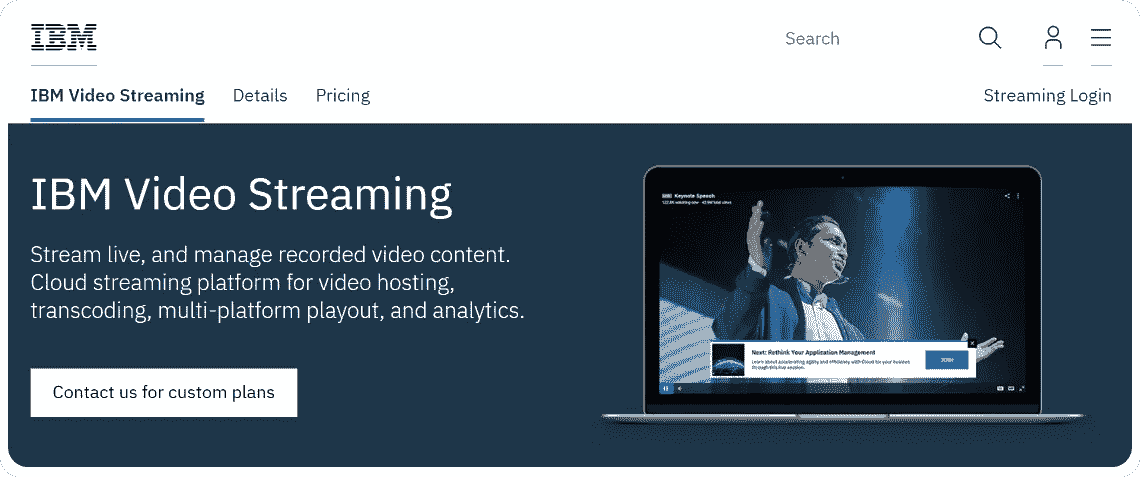 IBM
Search
IBM Video Streaming
Details
Pricing
Streaming Login
IBM Video Streaming
Stream live, and manage recorded video content.
Cloud streaming platform for video hosting,
transcoding, multi-platform playout, and analytics.
Contact us for custom plans
IBM Keynote Speech
Next: Rethink Your Application Management
Learn about accelerating agility and efficiency with Cloud for your business
through this live session.